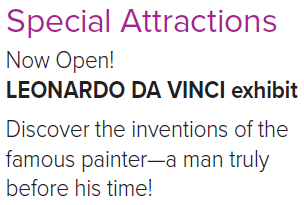 Special Attractions
Now Open!
LEONARDO DA VINCI exhibit
Discover the inventions of the
famous painter—a man truly
before his time!